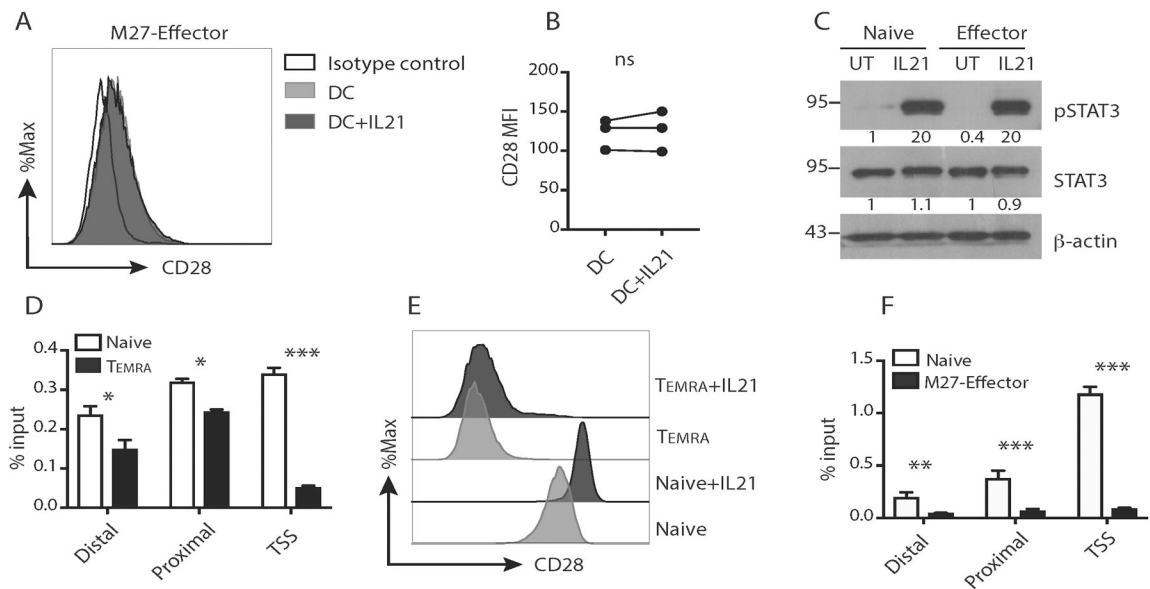 A
M27-Effector
%Max
CD28
Isotype control
DC
DC+IL21
B
ns
CD28 MFI
200
150
100
50
0
DC
DC+IL21
C
Naive Effector
UT IL21 UT IL21
95 pSTAT3
1 20 0.4 20
95 STAT3
1 1.1 1 0.9
43 β-actin
D
Naive
TEMRA
% input
0.4
0.3
0.2
0.1
0.0
* * ***
Distal Proximal TSS
E
TEMRA+IL21
TEMRA
Naive+IL21
Naive
%Max
CD28
F
Naive
M27-Effector
% input
1.5
1.0
0.5
0.0
** *** ***
Distal Proximal TSS